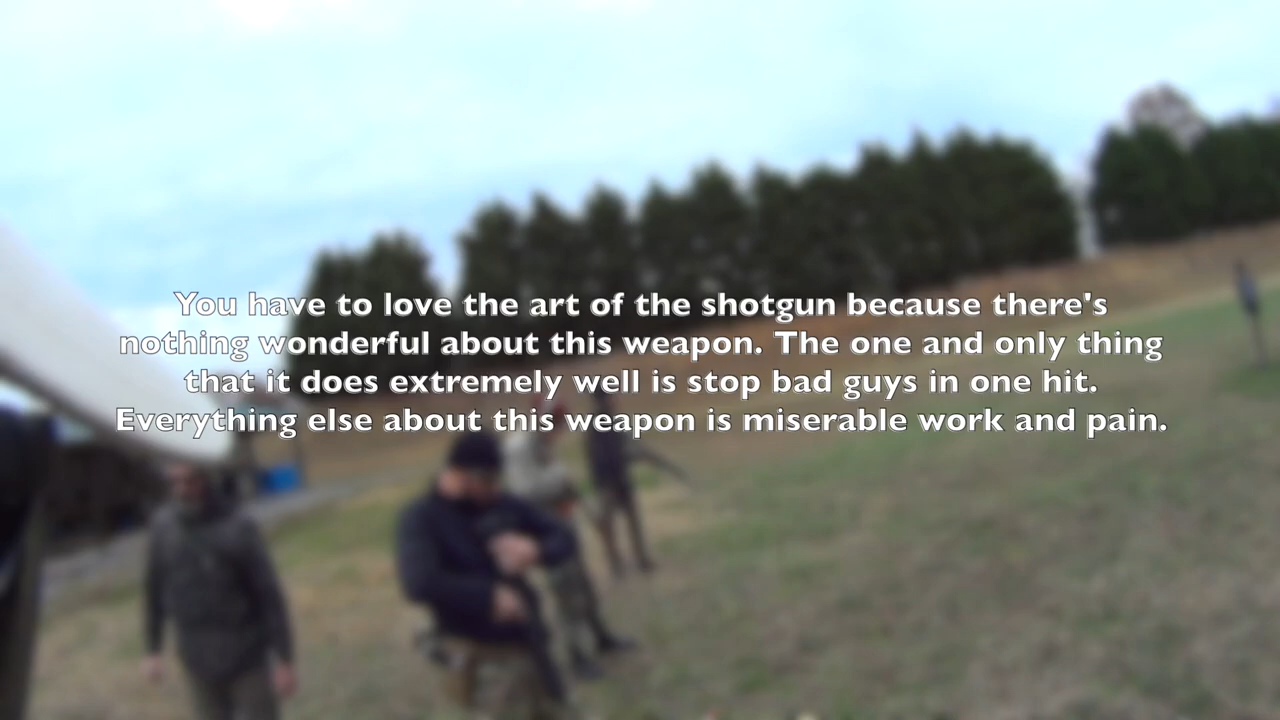 You have to love the art of the shotgun because there's
nothing wonderful about this weapon. The one and only thing
that it does extremely well is stop bad guys in one hit.
Everything else about this weapon is miserable work and pain.